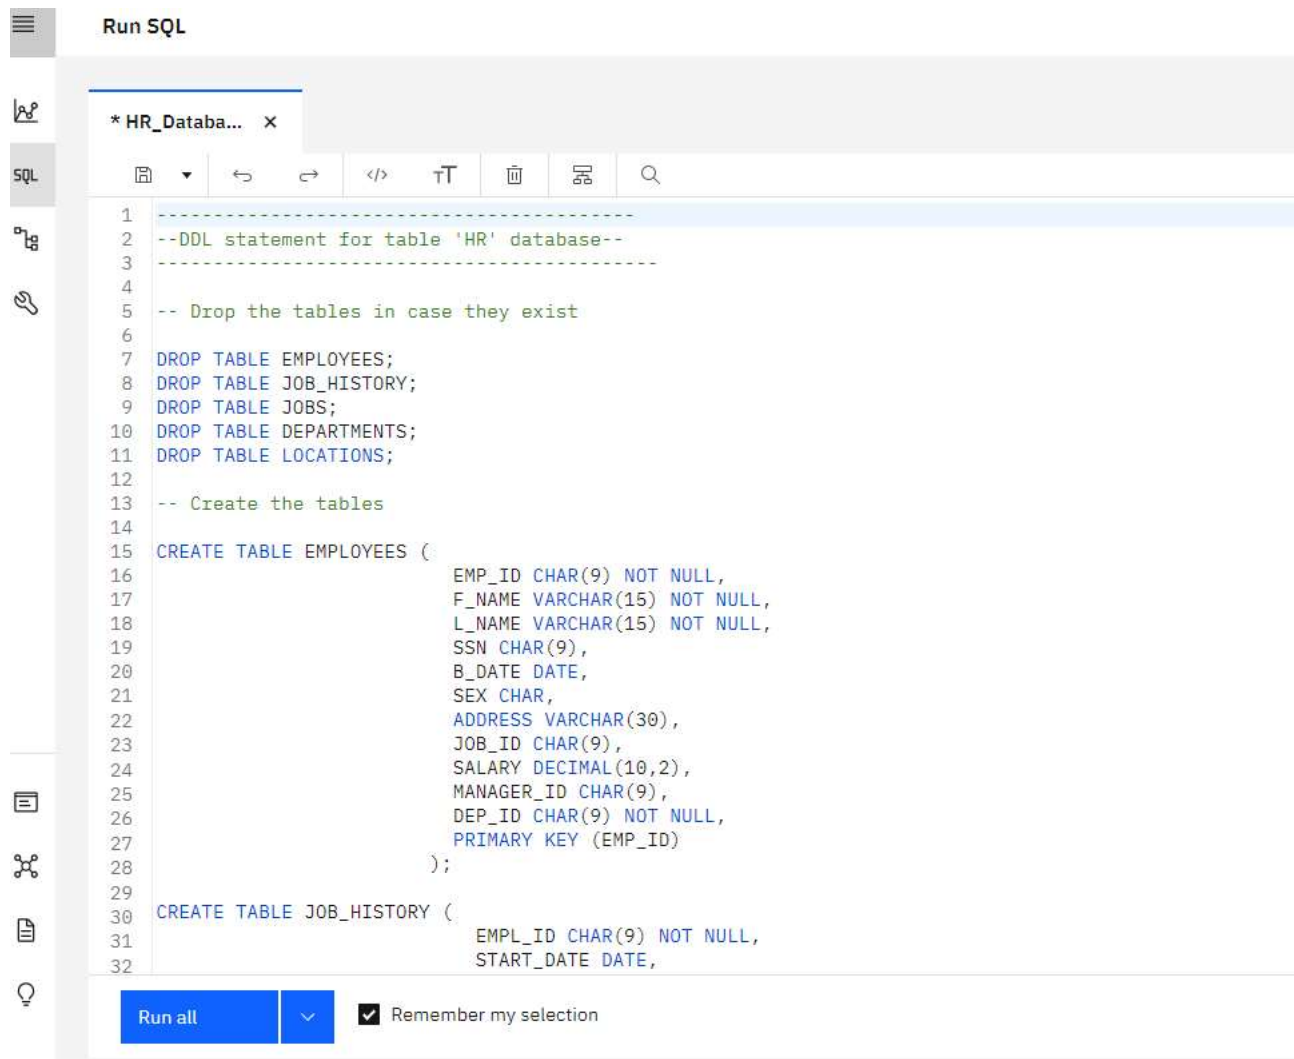 Run SQL
* HR_Databa... ×
SQL
</> TT
1 ------------------------------------------
2 --DDL statement for table 'HR' database--
3 --------------------------------------------
4
5 -- Drop the tables in case they exist
6
7 DROP TABLE EMPLOYEES;
8 DROP TABLE JOB_HISTORY;
9 DROP TABLE JOBS;
10 DROP TABLE DEPARTMENTS;
11 DROP TABLE LOCATIONS;
12
13 -- Create the tables
14
15 CREATE TABLE EMPLOYEES (
16 EMP_ID CHAR(9) NOT NULL,
17 F_NAME VARCHAR(15) NOT NULL,
18 L_NAME VARCHAR(15) NOT NULL,
19 SSN CHAR(9),
20 B_DATE DATE,
21 SEX CHAR,
22 ADDRESS VARCHAR(30),
23 JOB_ID CHAR(9),
24 SALARY DECIMAL(10,2),
25 MANAGER_ID CHAR(9),
26 DEP_ID CHAR(9) NOT NULL,
27 PRIMARY KEY (EMP_ID)
28 );
29
30 CREATE TABLE JOB_HISTORY (
31 EMPL_ID CHAR(9) NOT NULL,
32 START_DATE DATE,
Run all
Remember my selection